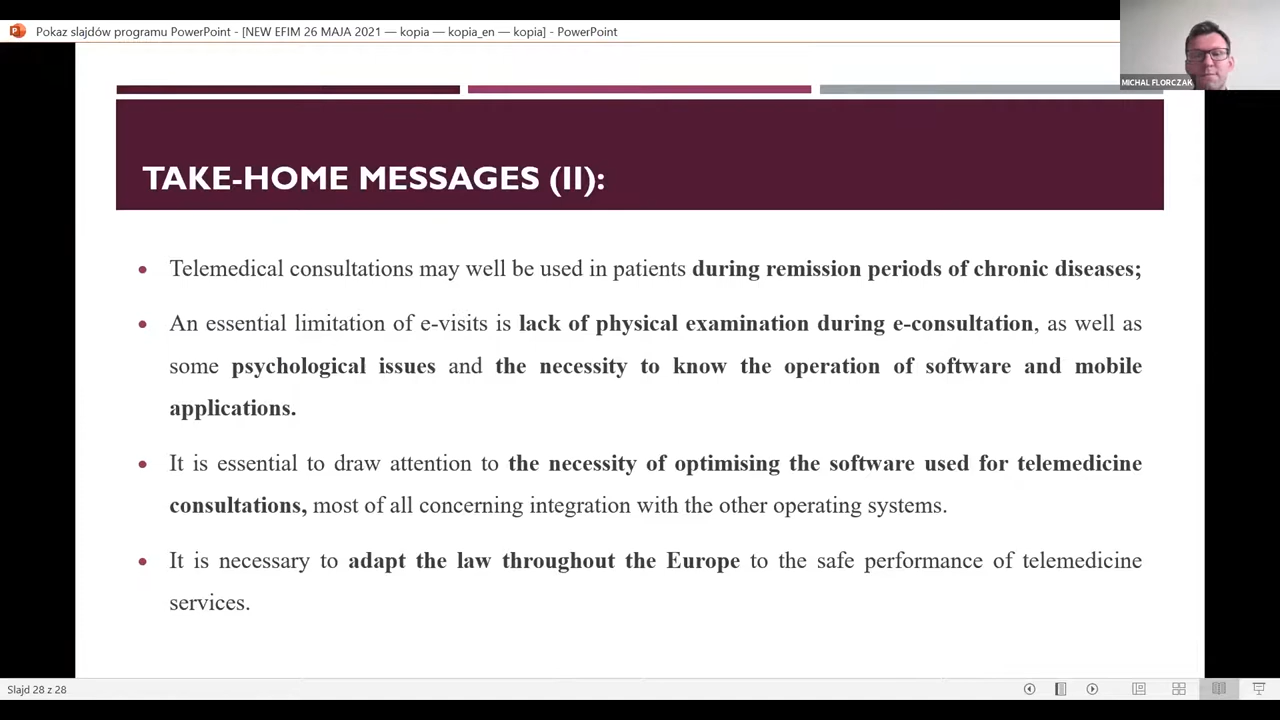 Pokaz slajdów programu PowerPoint - [NEW EFIM 26 MAJA 2021 — kopia — kopia_en — kopia] - PowerPoint
MICHAL FLORCZAK
TAKE-HOME MESSAGES (II):
• Telemedical consultations may well be used in patients during remission periods of chronic diseases;
• An essential limitation of e-visits is lack of physical examination during e-consultation, as well as
some psychological issues and the necessity to know the operation of software and mobile
applications.
• It is essential to draw attention to the necessity of optimising the software used for telemedicine
consultations, most of all concerning integration with the other operating systems.
• It is necessary to adapt the law throughout the Europe to the safe performance of telemedicine
services.
Slajd 28 z 28